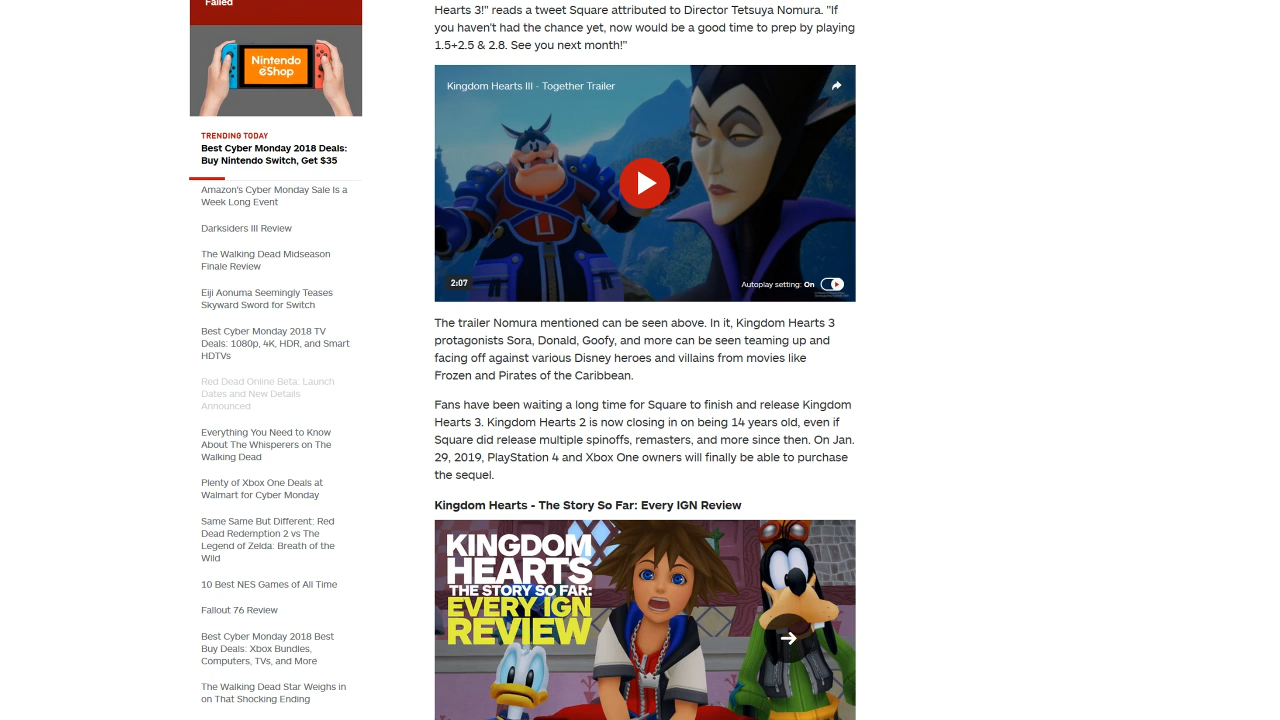 Failed
Nintendo
eShop
TRENDING TODAY
Best Cyber Monday 2018 Deals:
Buy Nintendo Switch, Get $35
Amazon's Cyber Monday Sale Is a
Week Long Event
Darksiders III Review
The Walking Dead Midseason
Finale Review
Eiji Aonuma Seemingly Teases
Skyward Sword for Switch
Best Cyber Monday 2018 TV
Deals: 1080p, 4K, HDR, and Smart
HDTVs
Red Dead Online Beta: Launch
Dates and New Details
Announced
Everything You Need to Know
About The Whisperers on The
Walking Dead
Plenty of Xbox One Deals at
Walmart for Cyber Monday
Same Same But Different: Red
Dead Redemption 2 vs The
Legend of Zelda: Breath of the
Wild
10 Best NES Games of All Time
Fallout 76 Review
Best Cyber Monday 2018 Best
Buy Deals: Xbox Bundles,
Computers, TVs, and More
The Walking Dead Star Weighs in
on That Shocking Ending
Hearts 3!" reads a tweet Square attributed to Director Tetsuya Nomura. "If
you haven't had the chance yet, now would be a good time to prep by playing
1.5+2.5 & 2.8. See you next month!"
Kingdom Hearts III - Together Trailer
2:07
Autoplay setting: On
The trailer Nomura mentioned can be seen above. In it, Kingdom Hearts 3
protagonists Sora, Donald, Goofy, and more can be seen teaming up and
facing off against various Disney heroes and villains from movies like
Frozen and Pirates of the Caribbean.
Fans have been waiting a long time for Square to finish and release Kingdom
Hearts 3. Kingdom Hearts 2 is now closing in on being 14 years old, even if
Square did release multiple spinoffs, remasters, and more since then. On Jan.
29, 2019, PlayStation 4 and Xbox One owners will finally be able to purchase
the sequel.
Kingdom Hearts - The Story So Far: Every IGN Review
KINGDOM
HEARTS
THE STORY SO FAR:
EVERY IGN
REVIEW